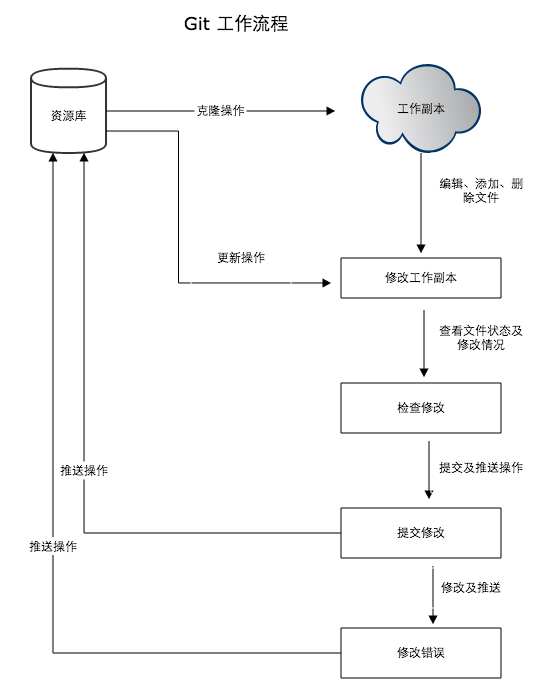 Git 工作流程
资源库
克隆操作
工作副本
编辑、添加、删
除文件
更新操作
修改工作副本
查看文件状态及
修改情况
检查修改
推送操作
提交及推送操作
提交修改
推送操作
修改及推送
修改错误